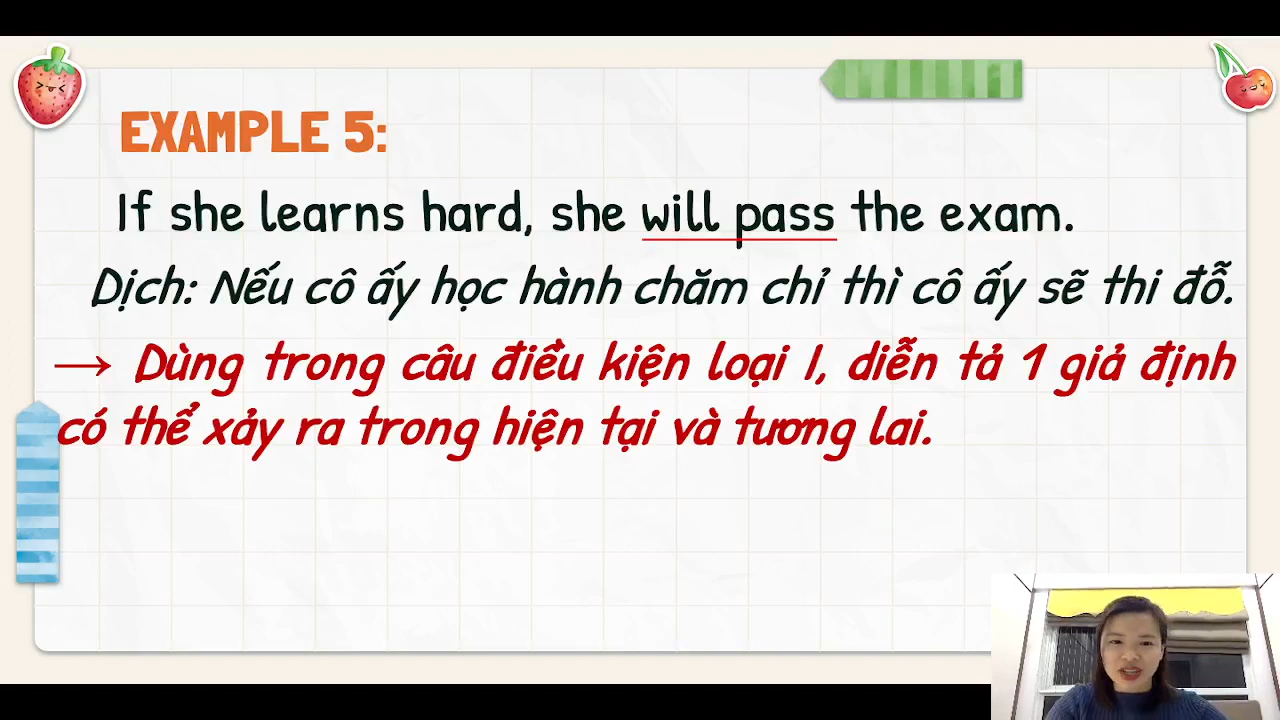 EXAMPLE 5:
If she learns hard, she will pass the exam.
Dịch: Nếu cô ấy học hành chăm chỉ thì cô ấy sẽ thi đỗ.
→ Dùng trong câu điều kiện loại I, diễn tả 1 giả định
có thể xảy ra trong hiện tại và tương lai.